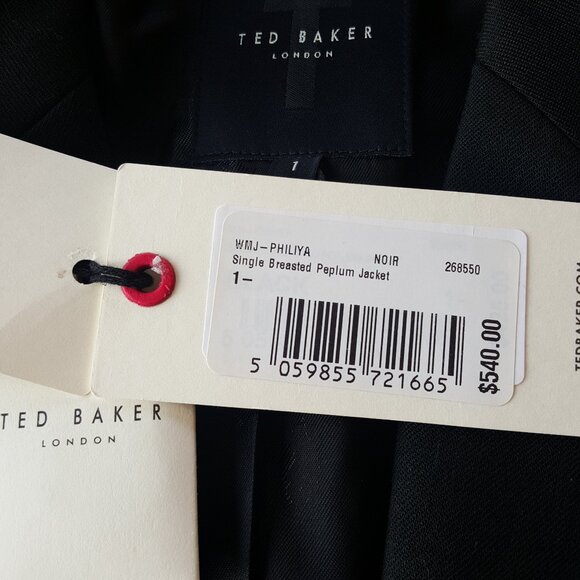 TED BAKER
LONDON
1
WMJ-PHILIYA NOIR 268550
Single Breasted Peplum Jacket
1-
5 059855 721665
$540.00
TEDBAKER.COM
TED BAKER
LONDON